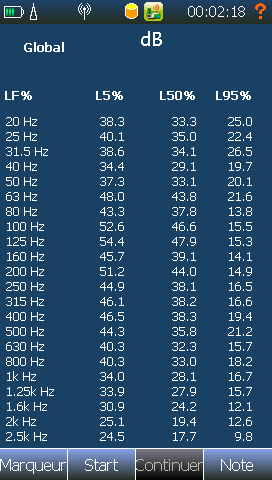 00:02:18 ?
Global dB
LF% L5% L50% L95%
20 Hz 38.3 33.3 25.0
25 Hz 40.1 35.0 22.4
31.5 Hz 38.6 34.1 26.5
40 Hz 34.4 29.1 19.7
50 Hz 37.3 33.1 20.1
63 Hz 48.0 43.8 21.6
80 Hz 43.3 37.8 13.8
100 Hz 52.6 46.6 15.5
125 Hz 54.4 47.9 15.3
160 Hz 45.7 39.1 14.1
200 Hz 51.2 44.0 14.9
250 Hz 44.9 38.1 16.5
315 Hz 46.1 38.2 16.6
400 Hz 46.5 38.3 19.4
500 Hz 44.3 35.8 21.2
630 Hz 40.3 32.3 15.7
800 Hz 40.3 33.0 18.2
1k Hz 34.0 28.1 16.7
1.25k Hz 33.9 27.9 15.7
1.6k Hz 30.9 24.2 12.1
2k Hz 25.1 19.4 12.6
2.5k Hz 24.5 17.7 9.8
Marqueur Start Continuer Note